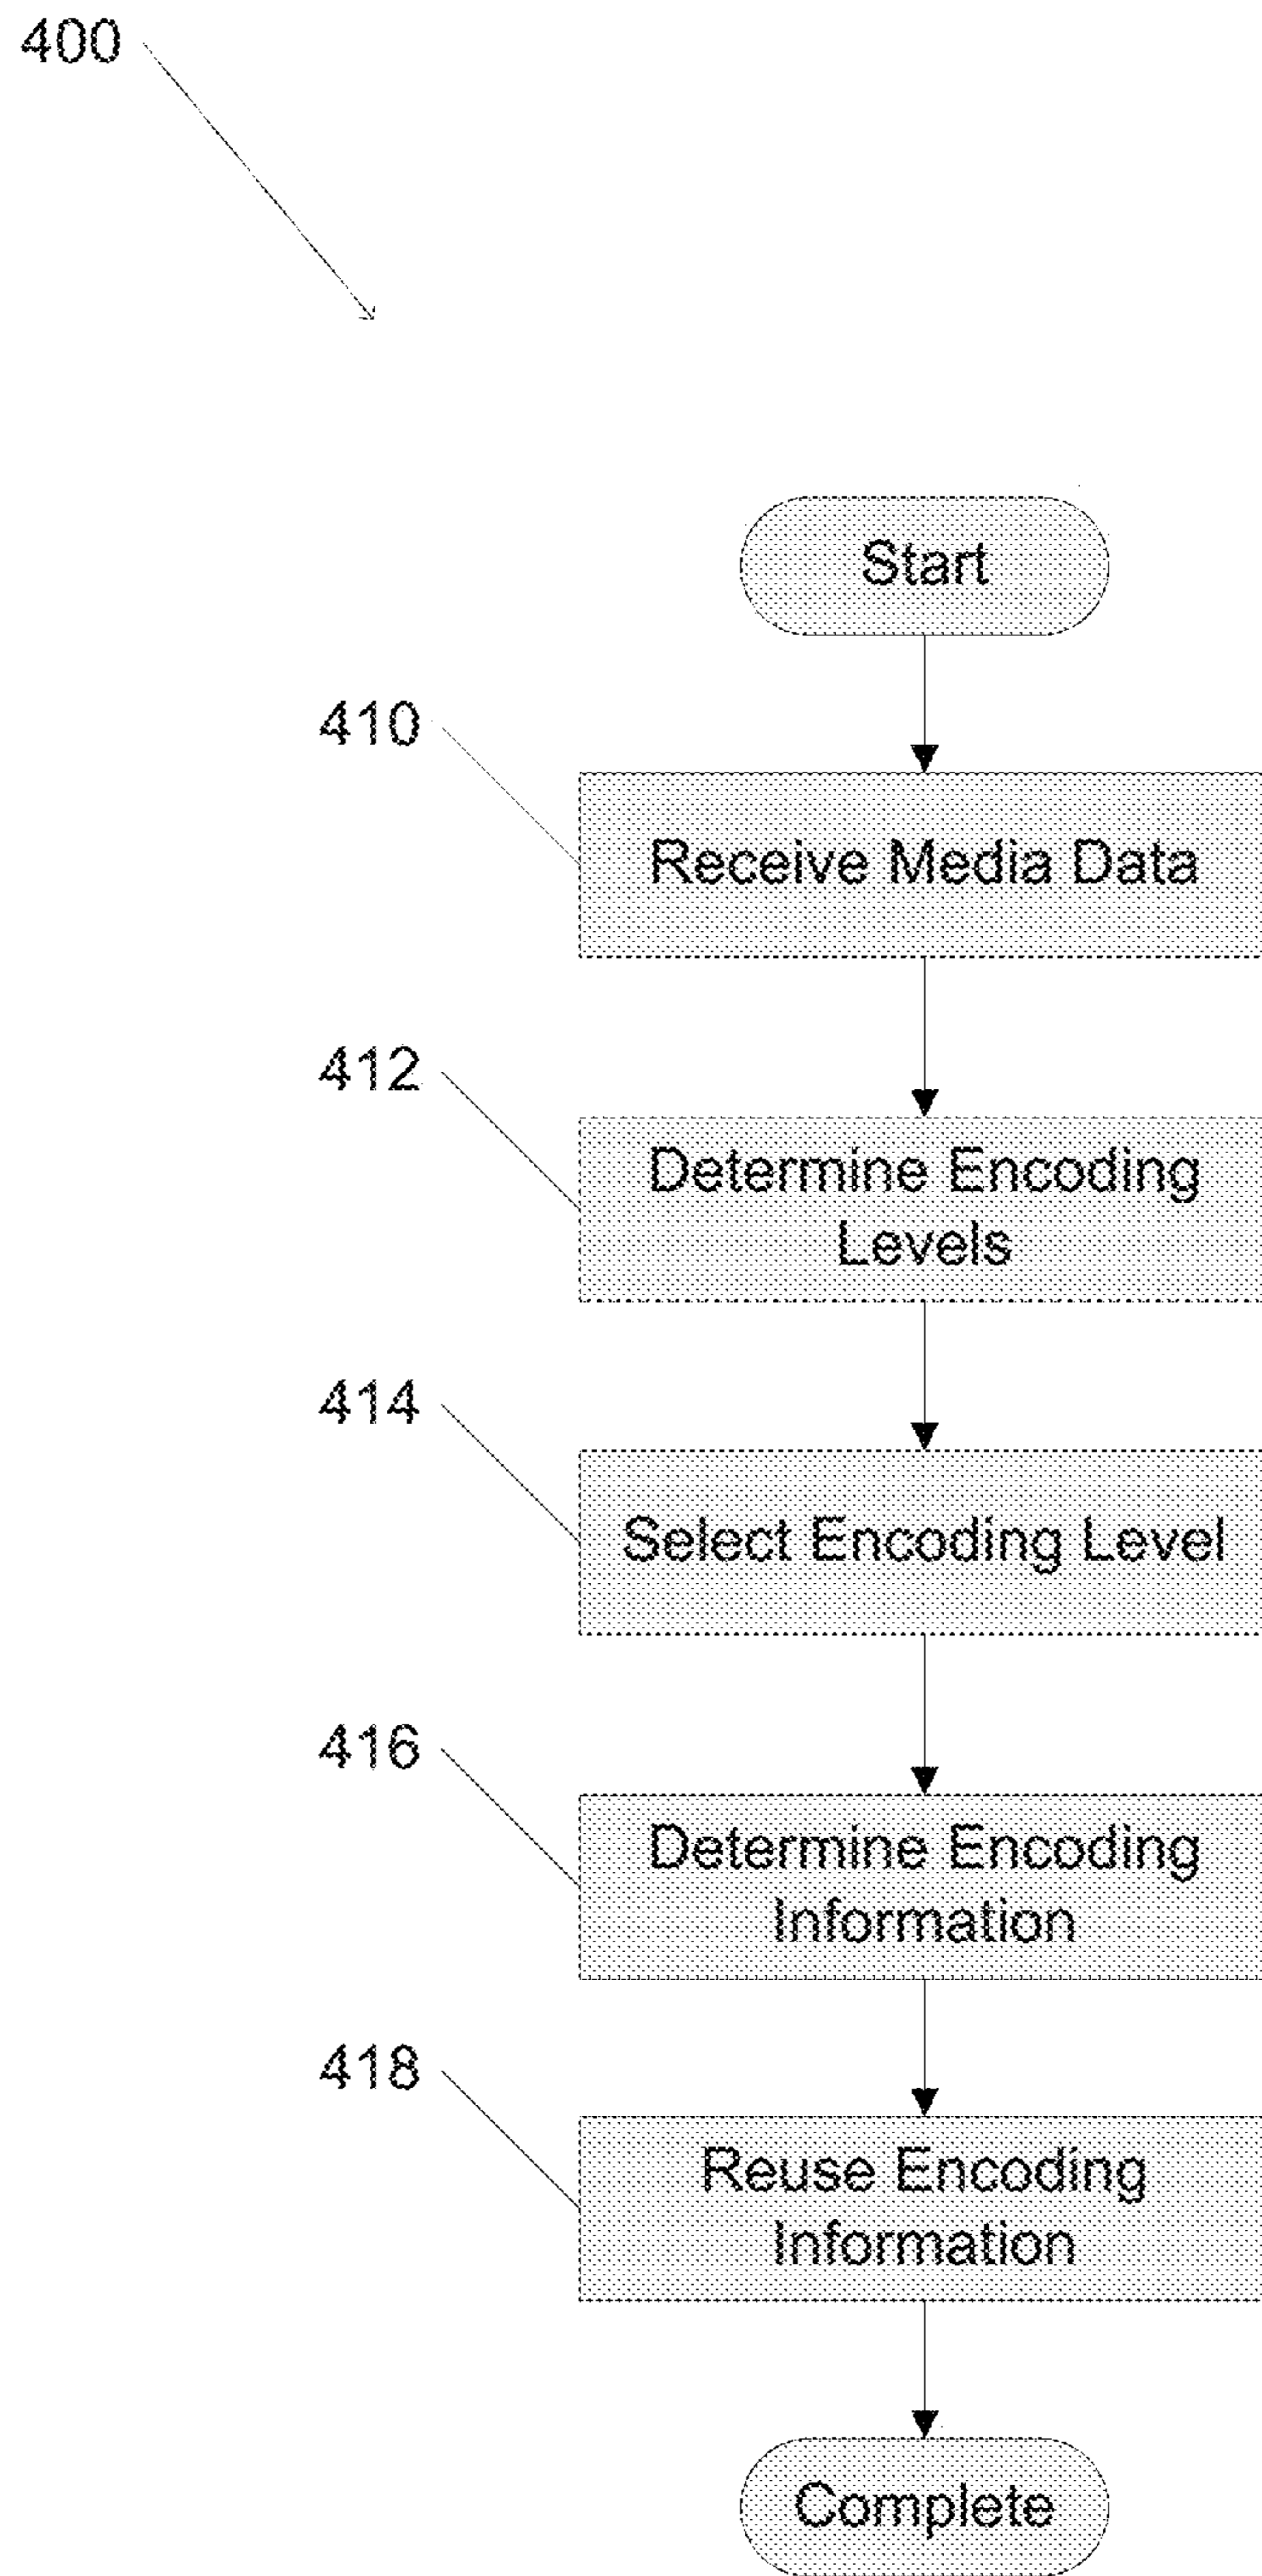 400
Start
410
Receive Media Data
412
Determine Encoding
Levels
414
Select Encoding Level
416
Determine Encoding
Information
418
Reuse Encoding
Information
Complete